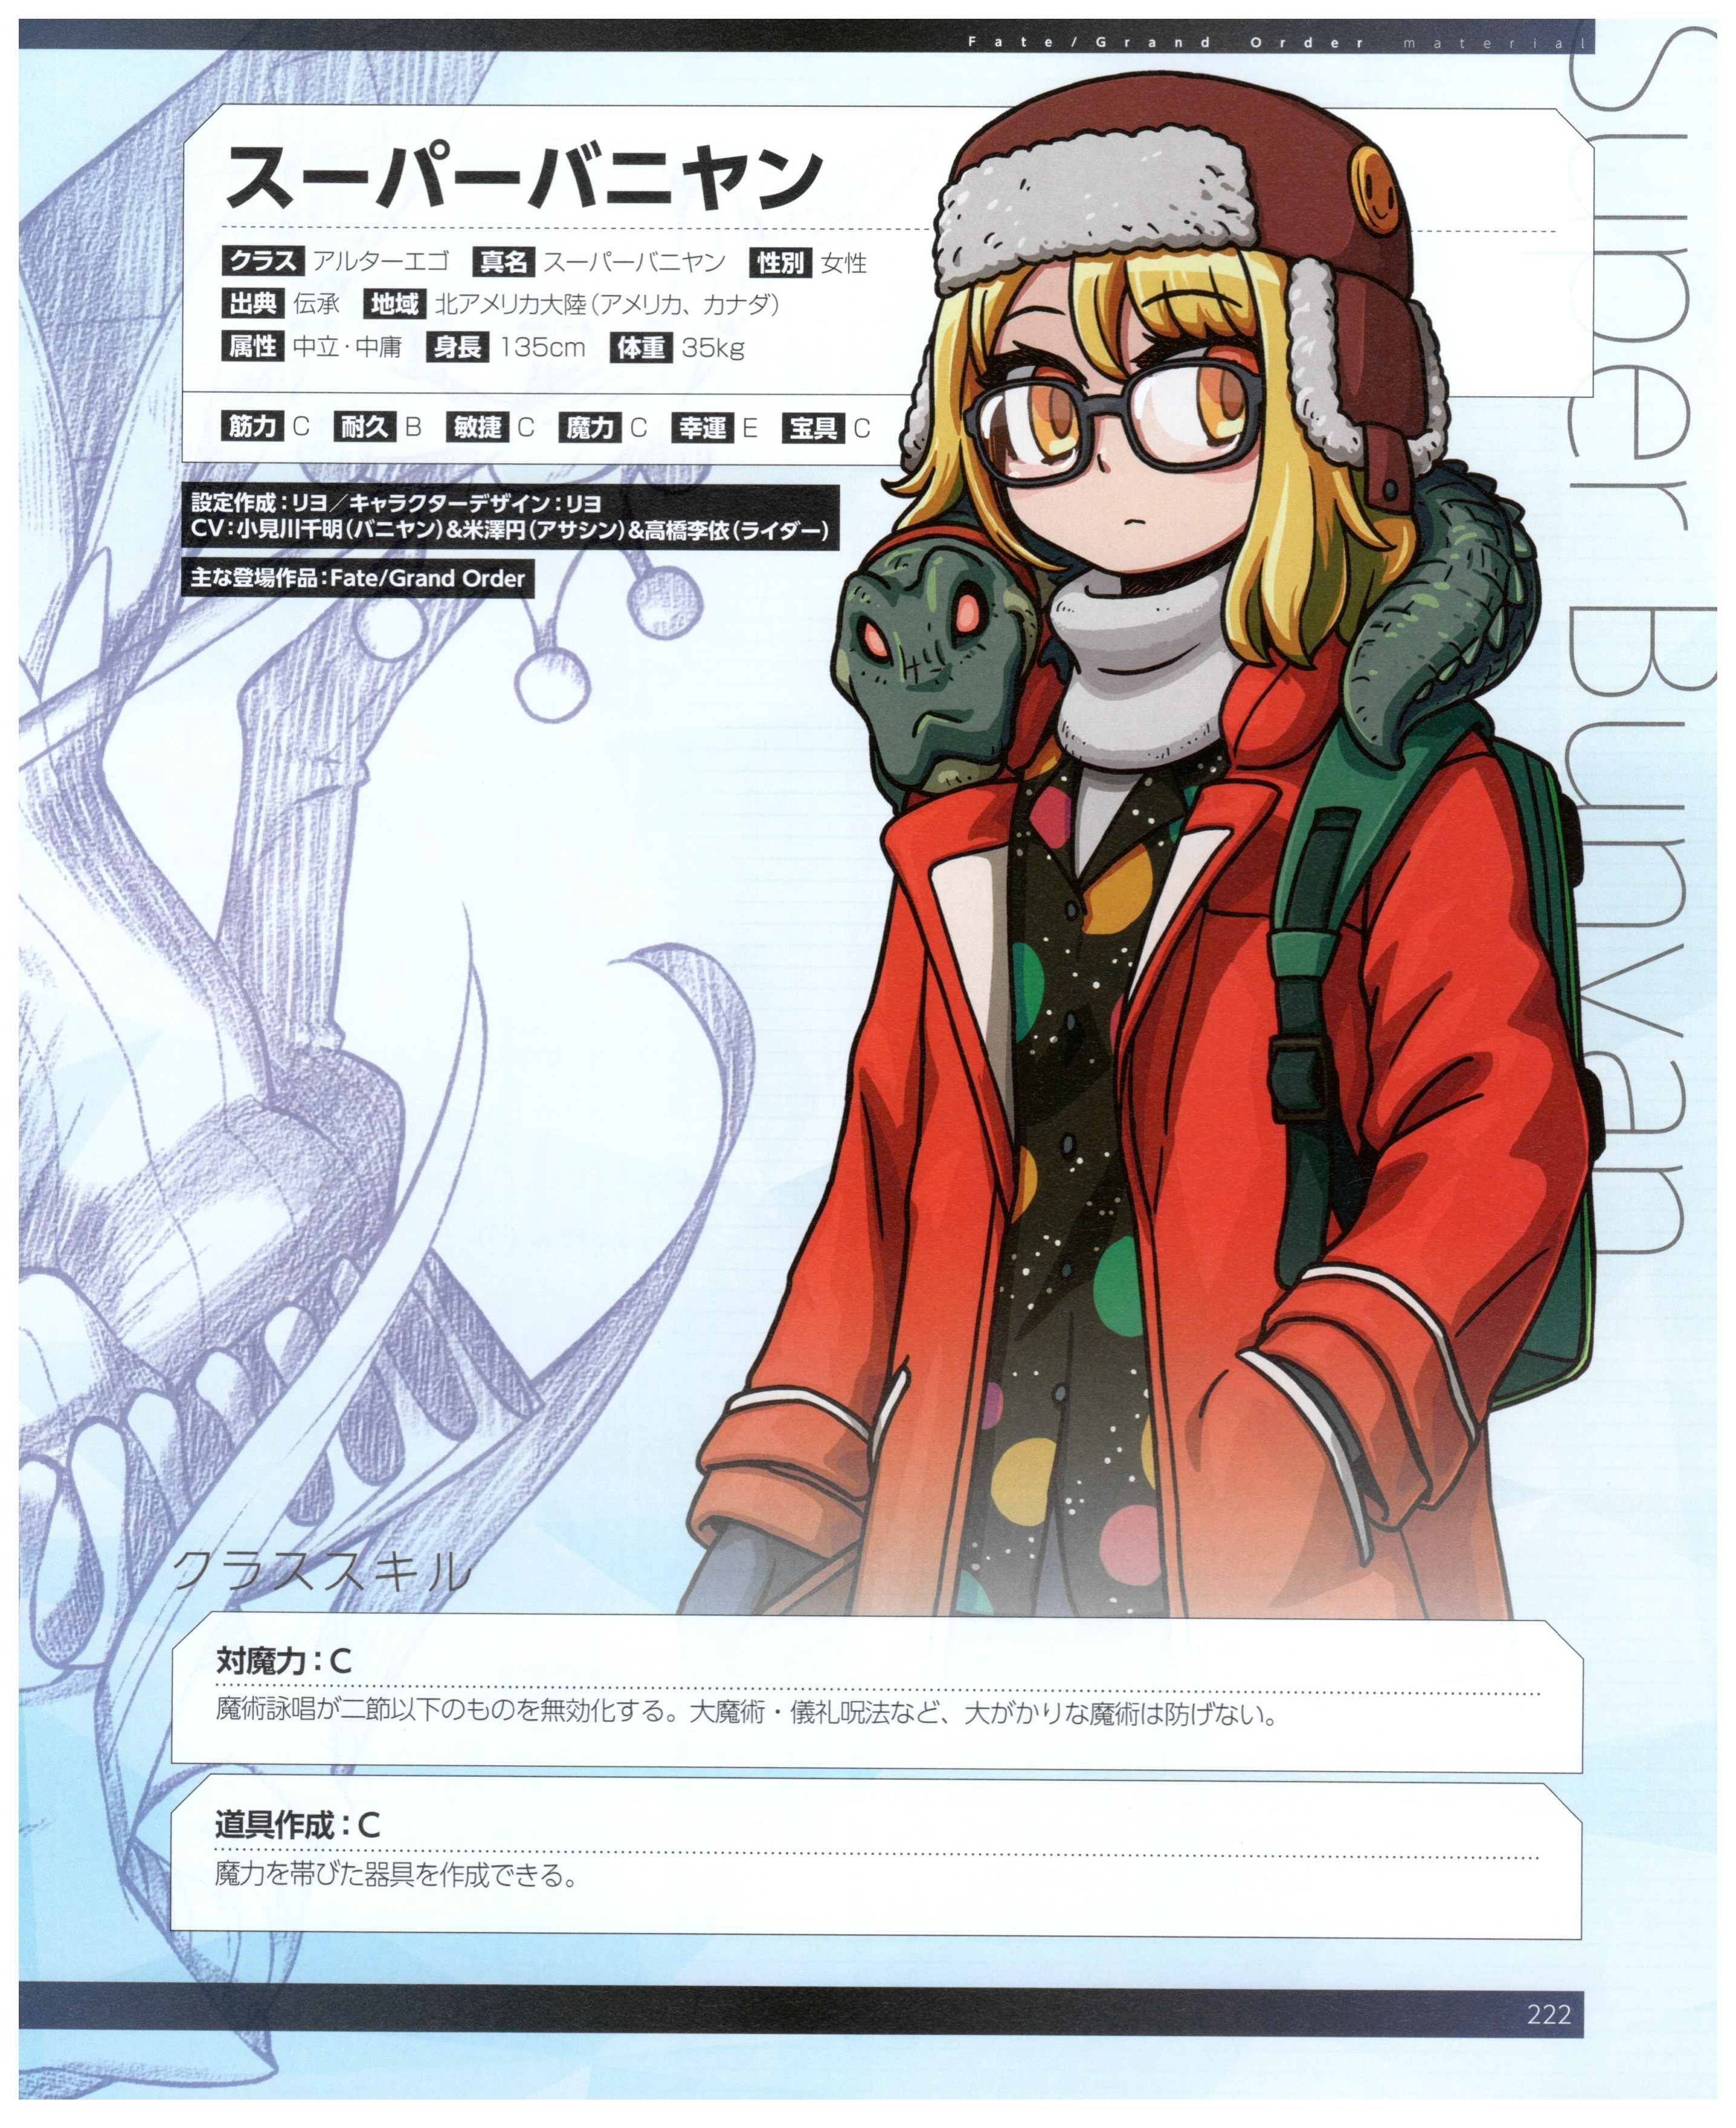 Fate/Grand Order material
Super Bunyan
スーパーバニヤン
クラス アルターエゴ 真名 スーパーバニヤン 性別 女性
出典 伝承 地域 北アメリカ大陸（アメリカ、カナダ）
属性 中立・中庸 身長 135cm 体重 35kg
筋力 C 耐久 B 敏捷 C 魔力 C 幸運 E 宝具 C
設定作成：リヨ／キャラクターデザイン：リヨ
CV：小見川千明（バニヤン）&米澤円（アサシン）&高橋李依（ライダー）
主な登場作品：Fate/Grand Order
クラススキル
対魔力：C
魔術詠唱が二節以下のものを無効化する。大魔術・儀礼呪法など、大がかりな魔術は防げない。
道具作成：C
魔力を帯びた器具を作成できる。
222